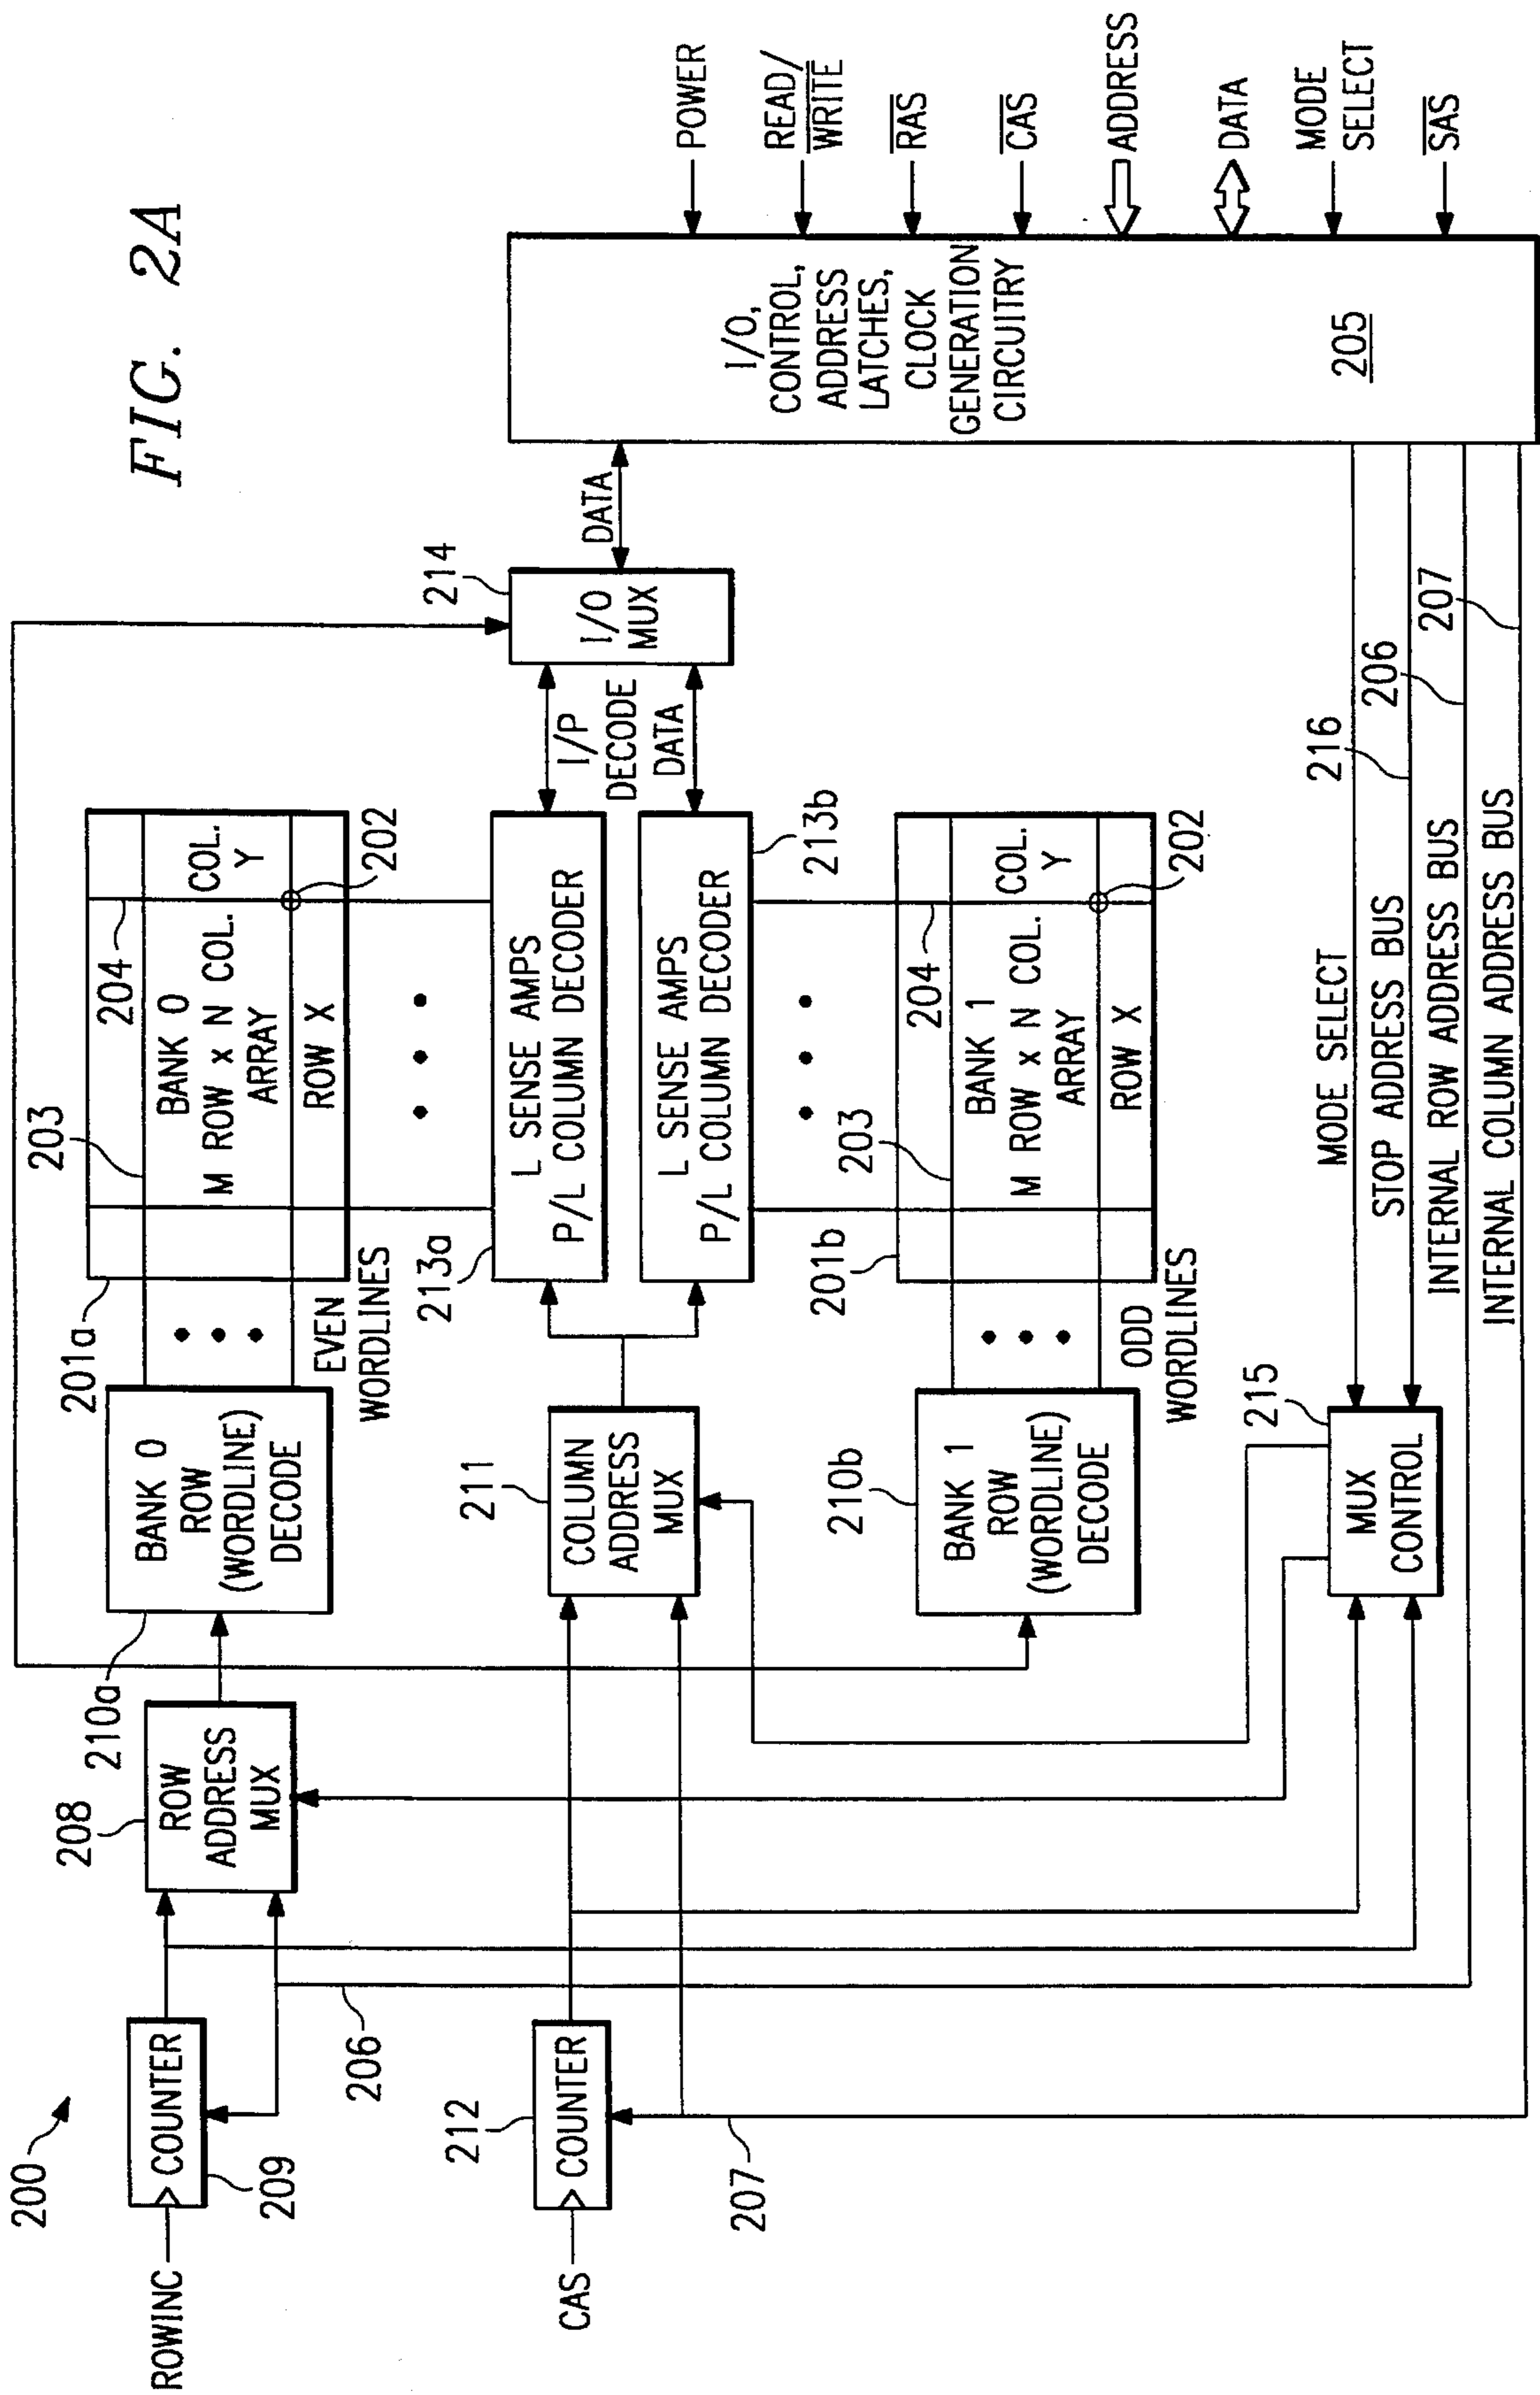 FIG. 2A
200
ROWINC
COUNTER
209
206
208
ROW
ADDRESS
MUX
210a
BANK 0
ROW
(WORDLINE)
DECODE
EVEN
WORDLINES
201a
203
204
BANK 0
M ROW x N COL.
ARRAY
COL.
Y
ROW X
202
CAS
COUNTER
212
207
211
COLUMN
ADDRESS
MUX
213a
L SENSE AMPS
P/L COLUMN DECODER
L SENSE AMPS
P/L COLUMN DECODER
213b
I/P
DECODE
DATA
214
I/O
MUX
DATA
210b
BANK 1
ROW
(WORDLINE)
DECODE
ODD
WORDLINES
201b
203
204
BANK 1
M ROW x N COL.
ARRAY
COL.
Y
ROW X
202
215
MUX
CONTROL
MODE SELECT
STOP ADDRESS BUS
INTERNAL ROW ADDRESS BUS
INTERNAL COLUMN ADDRESS BUS
216
206
207
I/O,
CONTROL,
ADDRESS
LATCHES,
CLOCK
GENERATION
CIRCUITRY
205
POWER
READ/
WRITE
RAS
CAS
ADDRESS
DATA
MODE
SELECT
SAS